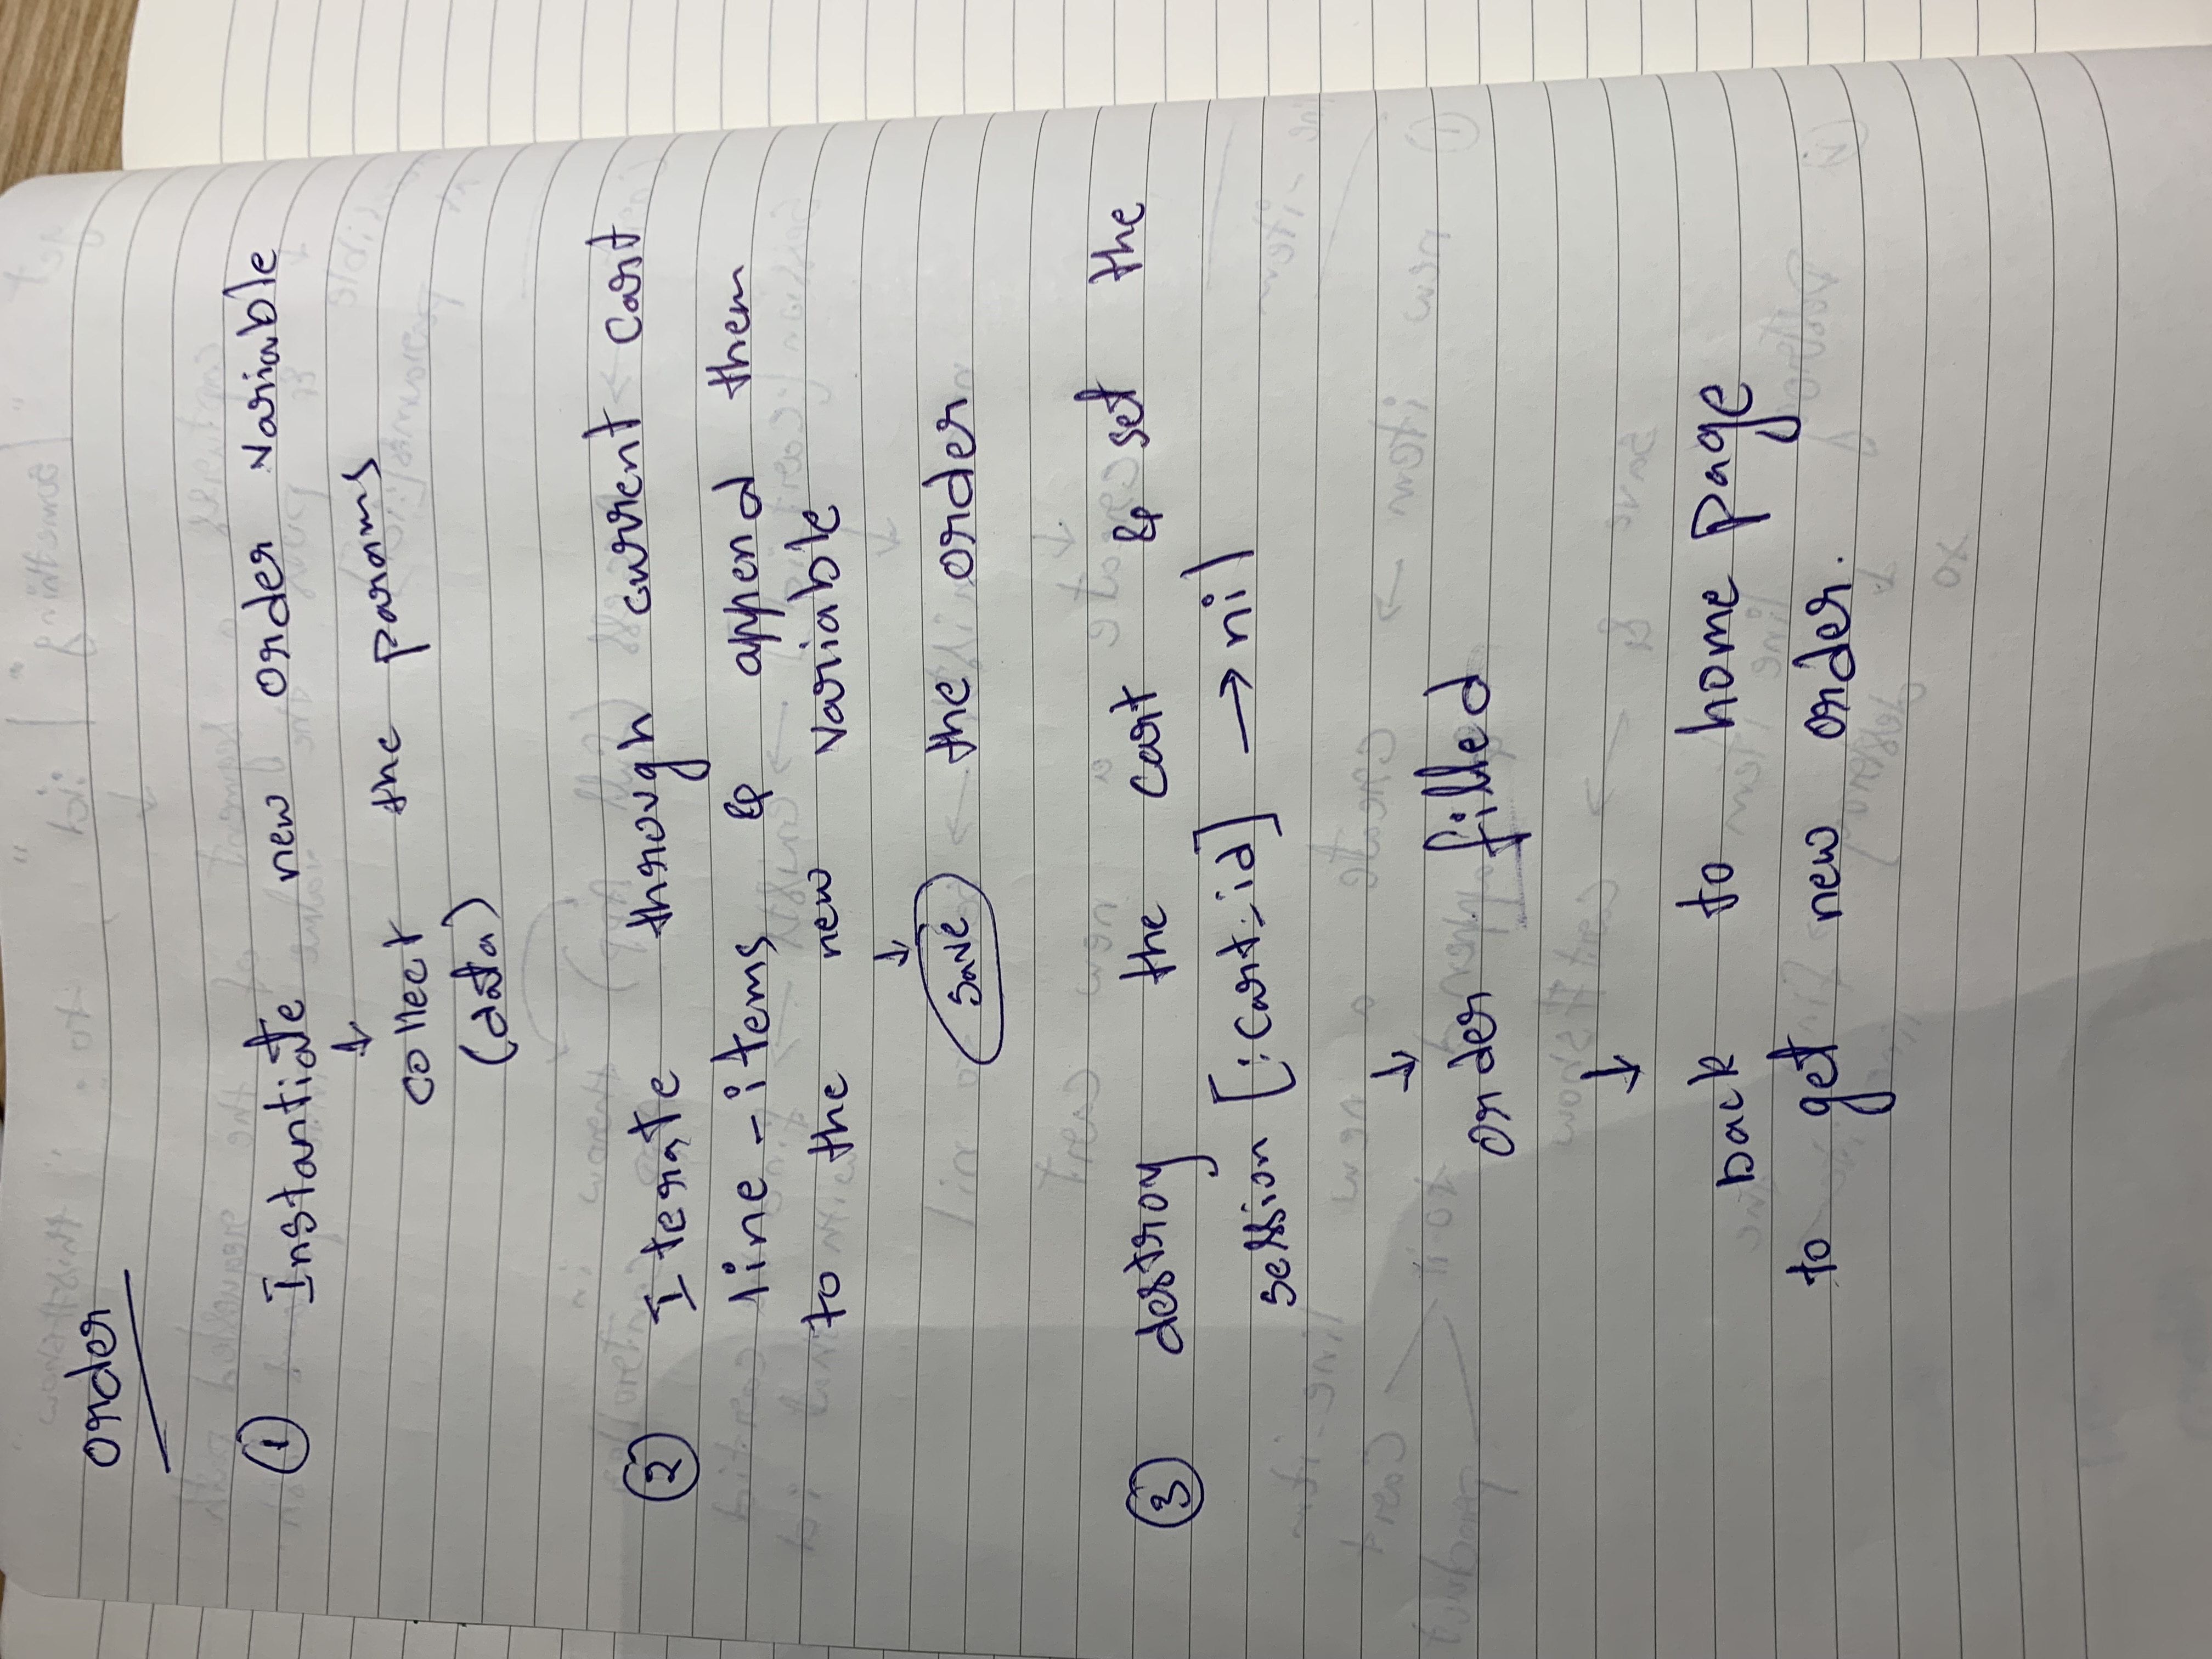 order
① Instantiate new order variable
↓
collect the params
(data)
② Iterate through current cart
line-items & append them
to the new variable
↓
save the order
③ destroy the cart & set the
session [:cart_id] → nil
↓
order filled
↓
back to home page
to get new order.